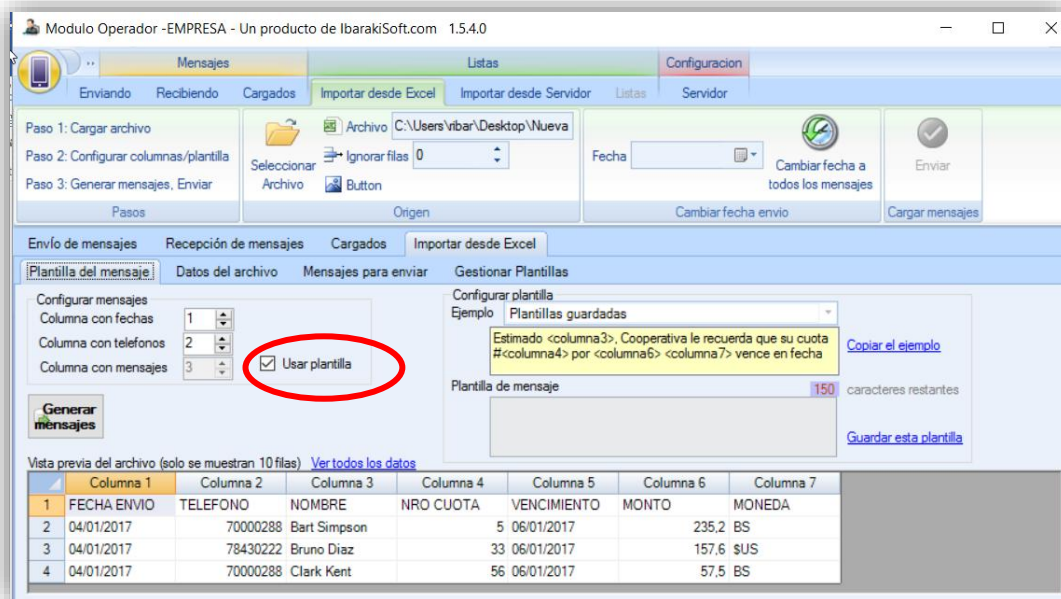 Modulo Operador -EMPRESA - Un producto de IbarakiSoft.com 1.5.4.0
Mensajes Listas Configuracion
Enviando Recibiendo Cargados Importar desde Excel Importar desde Servidor Listas Servidor
Paso 1: Cargar archivo
Paso 2: Configurar columnas/plantilla
Paso 3: Generar mensajes, Enviar
Pasos
Seleccionar
Archivo
Archivo C:\Users\ribar\Desktop\Nueva
Ignorar filas 0
Button
Origen
Fecha
Cambiar fecha a
todos los mensajes
Cambiar fecha envio
Enviar
Cargar mensajes
Envío de mensajes Recepción de mensajes Cargados Importar desde Excel
Plantilla del mensaje Datos del archivo Mensajes para enviar Gestionar Plantillas
Configurar mensajes
Columna con fechas 1
Columna con telefonos 2
Columna con mensajes 3
Usar plantilla
Generar
mensajes
Configurar plantilla
Ejemplo Plantillas guardadas
Estimado <columna3>, Cooperativa le recuerda que su cuota
#<columna4> por <columna6> <columna7> vence en fecha
Copiar el ejemplo
Plantilla de mensaje 150 caracteres restantes
Guardar esta plantilla
Vista previa del archivo (solo se muestran 10 filas) Ver todos los datos
Columna 1 Columna 2 Columna 3 Columna 4 Columna 5 Columna 6 Columna 7
1 FECHA ENVIO TELEFONO NOMBRE NRO CUOTA VENCIMIENTO MONTO MONEDA
2 04/01/2017 70000288 Bart Simpson 5 06/01/2017 235,2 BS
3 04/01/2017 78430222 Bruno Diaz 33 06/01/2017 157,6 $US
4 04/01/2017 70000288 Clark Kent 56 06/01/2017 57,5 BS